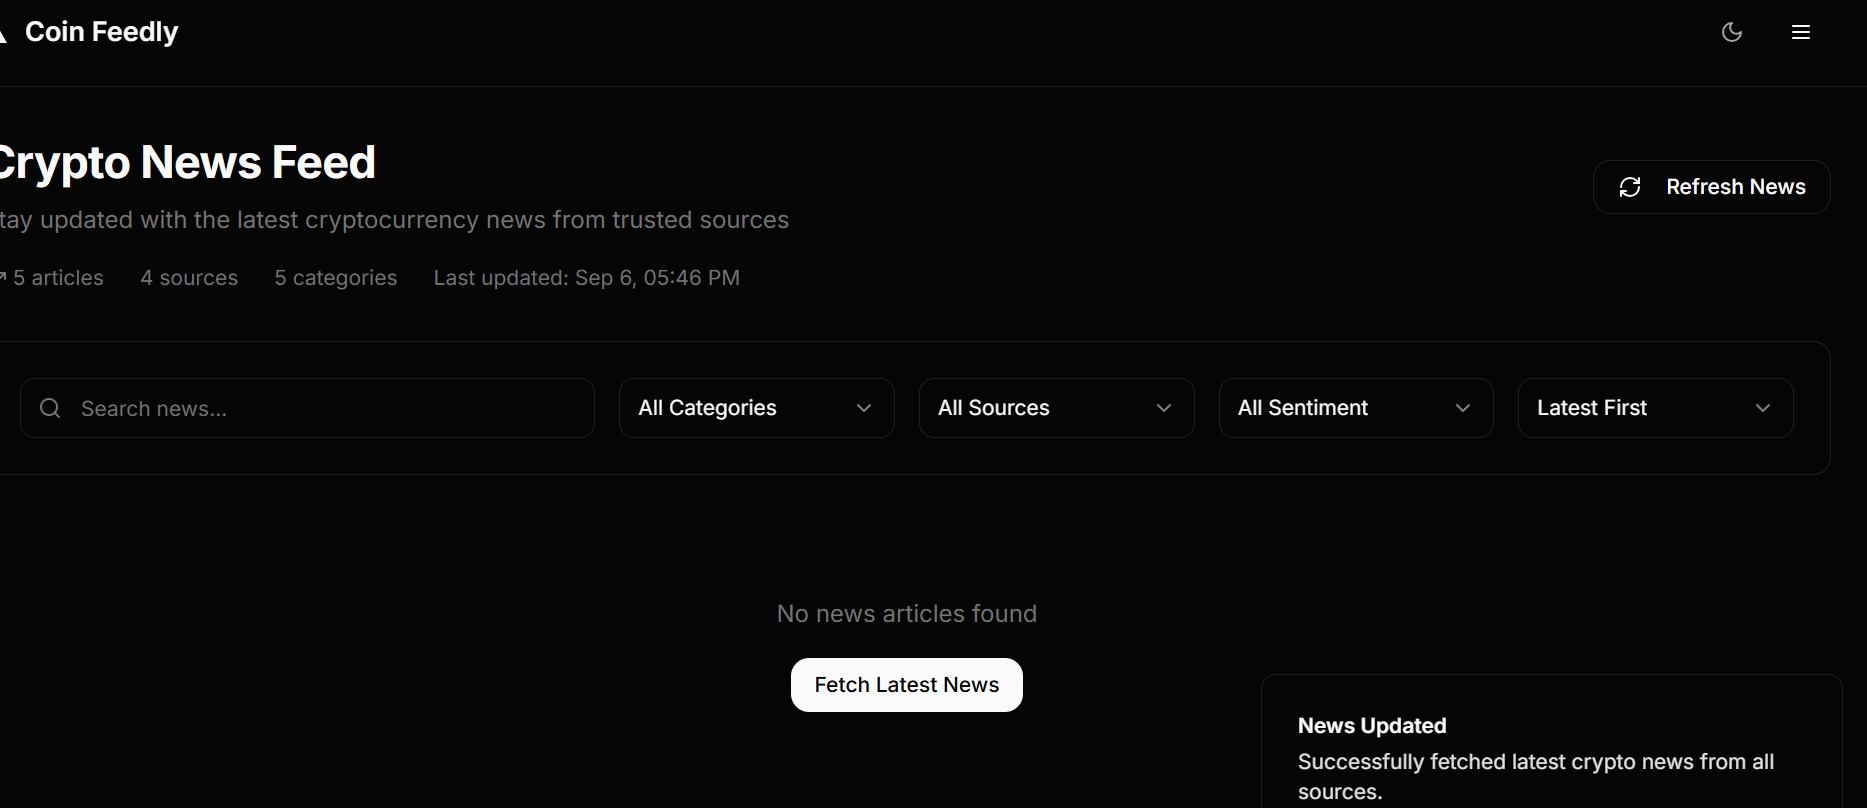 Coin Feedly
Crypto News Feed
Refresh News
tay updated with the latest cryptocurrency news from trusted sources
5 articles 4 sources 5 categories Last updated: Sep 6, 05:46 PM
Search news... All Categories All Sources All Sentiment Latest First
No news articles found
Fetch Latest News
News Updated
Successfully fetched latest crypto news from all
sources.